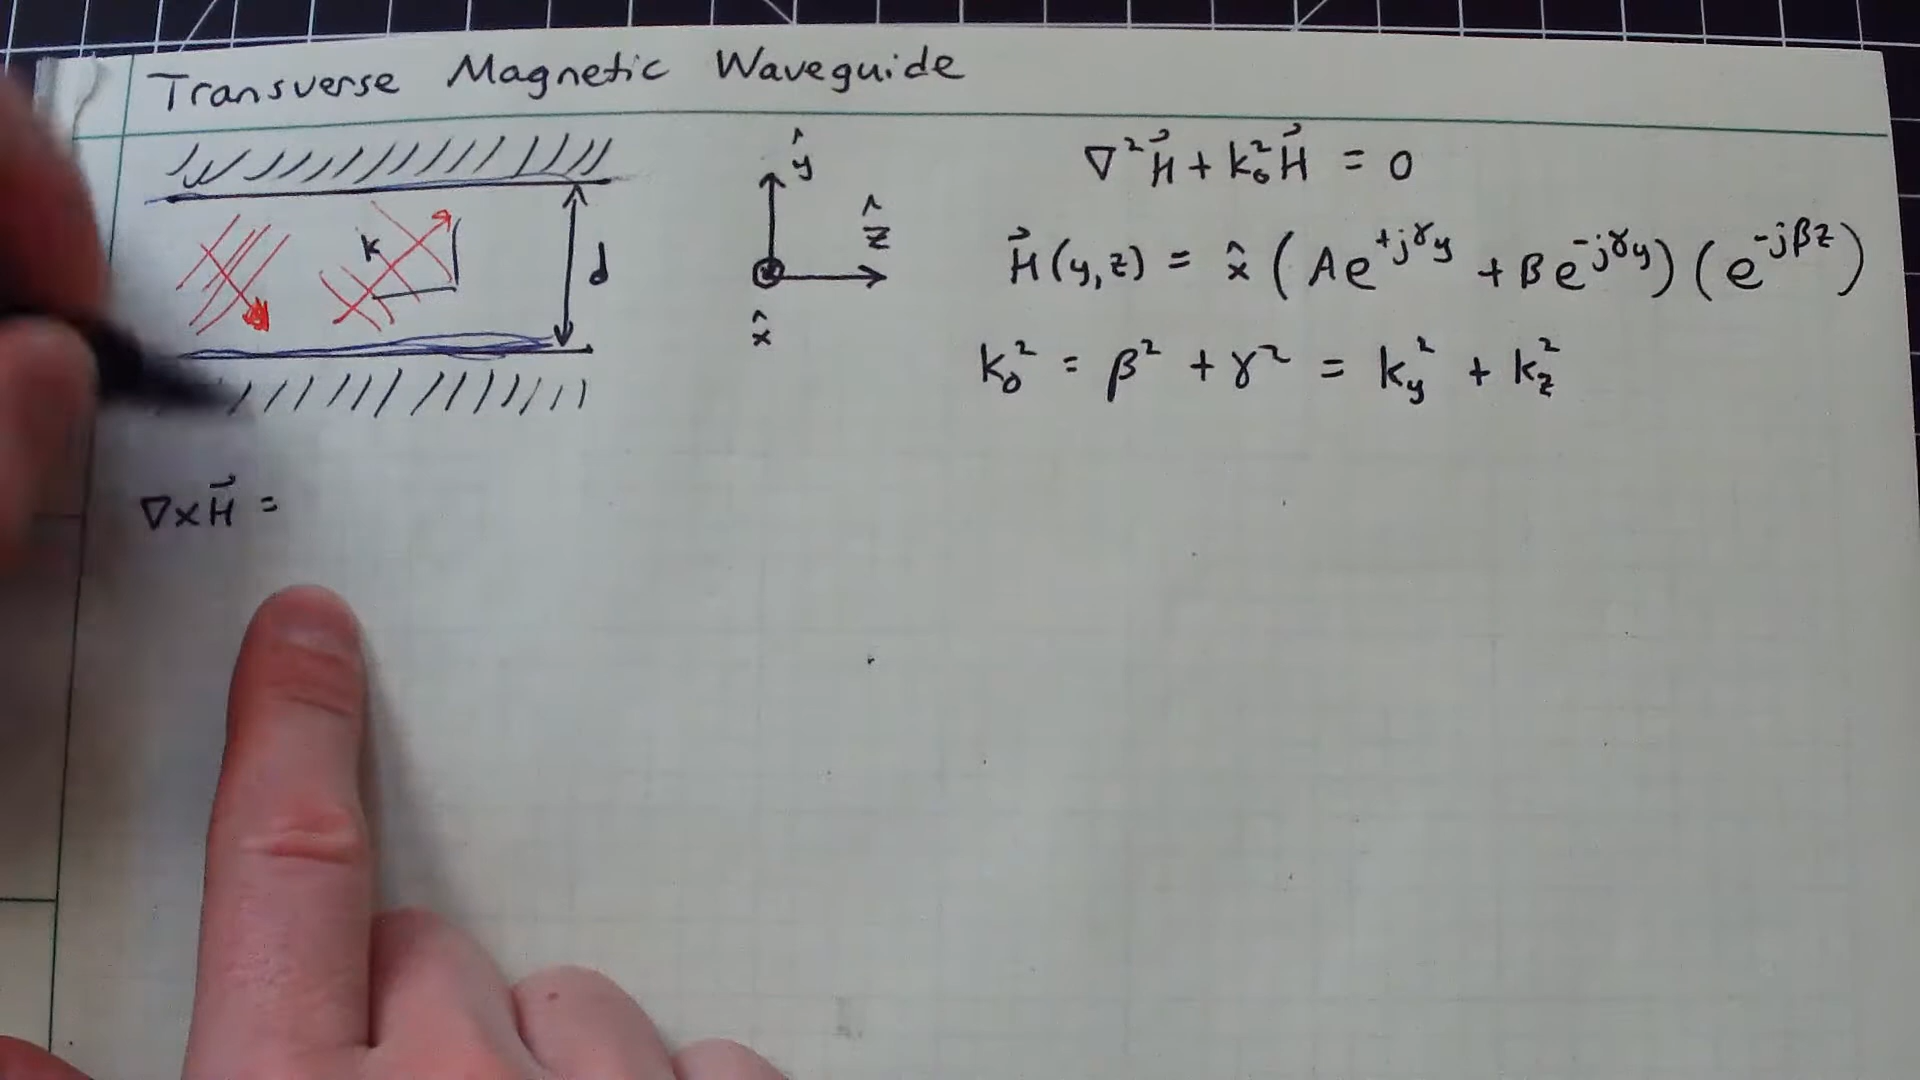 Transverse Magnetic Waveguide
k
d
ŷ
ẑ
x̂
∇²H⃗ + k₀²H⃗ = 0
H⃗(y,z) = x̂ (Ae^{+jγy} + Be^{-jγy})(e^{-jβz})
k₀² = β² + γ² = k_y² + k_z²
∇×H⃗ =